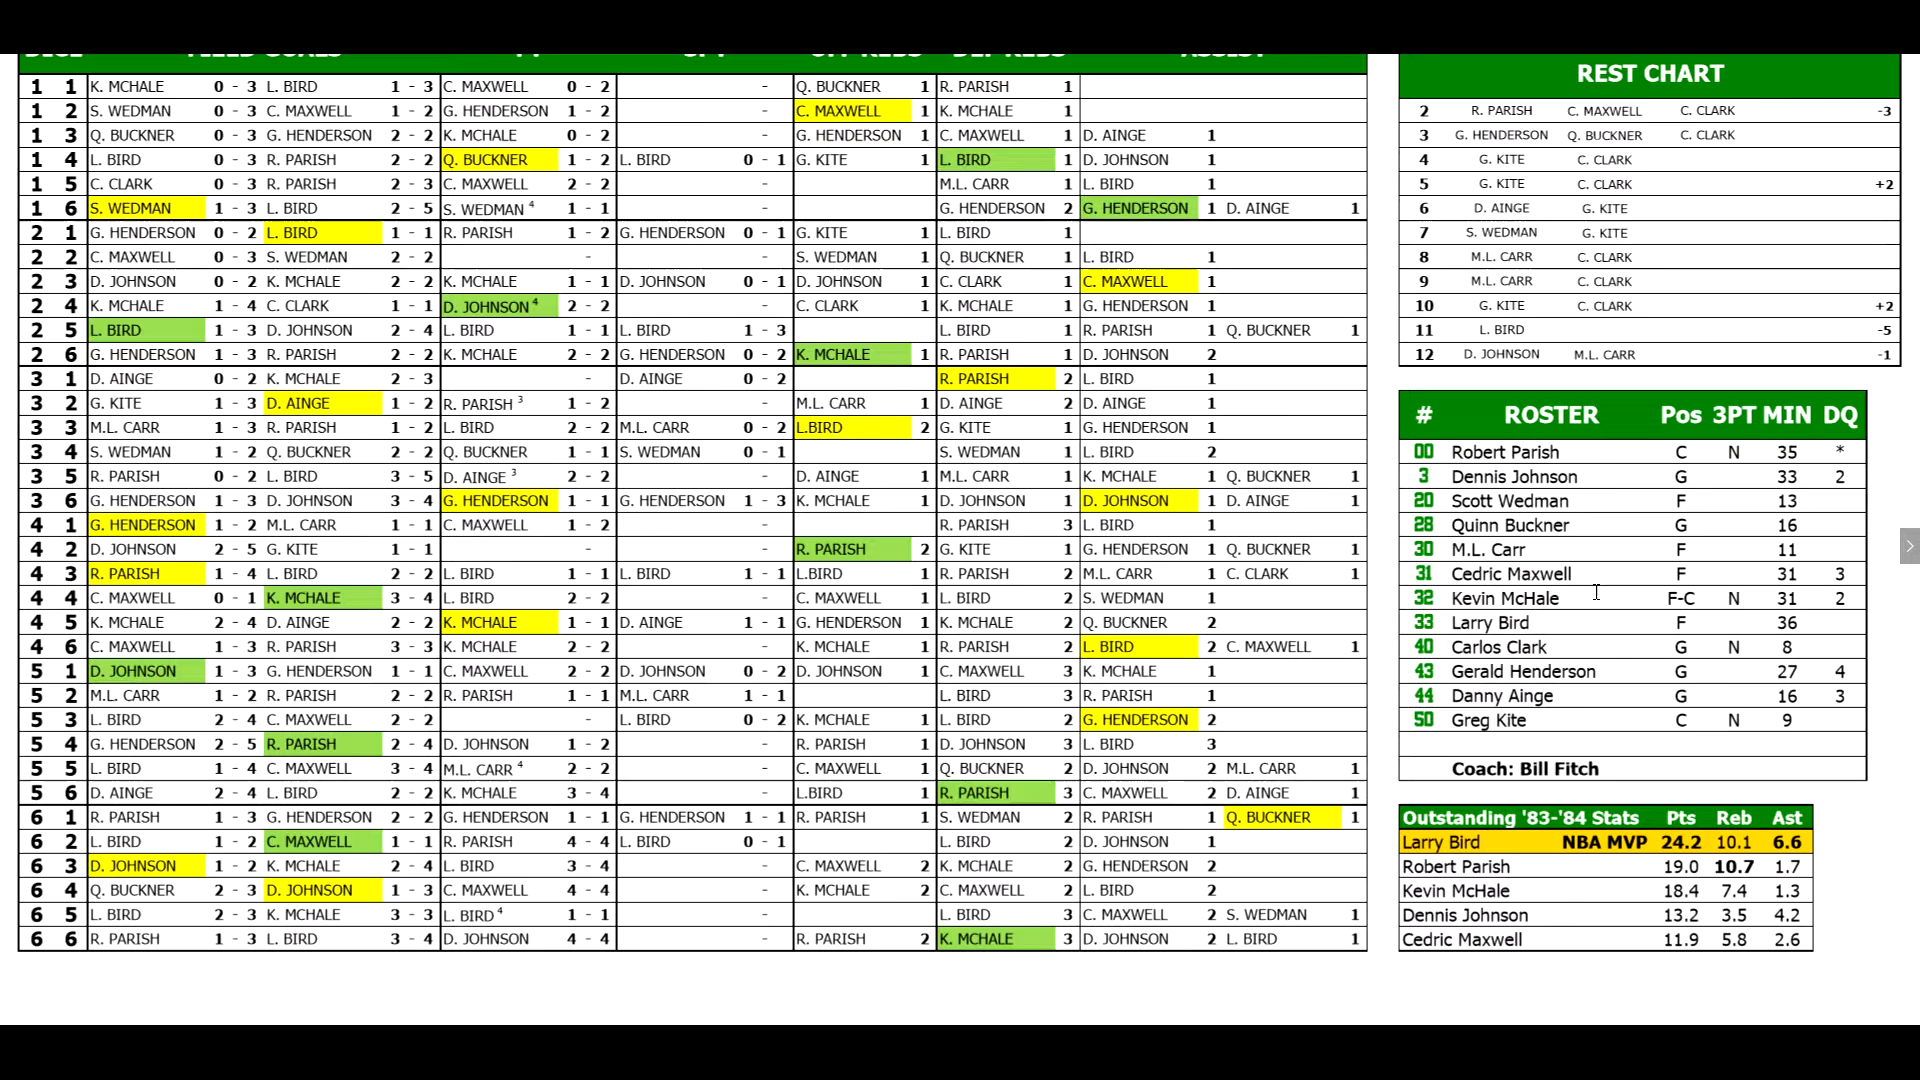 DICE FIELD GOALS FT 3PT OFF REBS DEF REBS ASSIST
1 1 K. MCHALE 0 - 3 L. BIRD 1 - 3 C. MAXWELL 0 - 2 - Q. BUCKNER 1 R. PARISH 1
1 2 S. WEDMAN 0 - 3 C. MAXWELL 1 - 2 G. HENDERSON 1 - 2 - C. MAXWELL 1 K. MCHALE 1
1 3 Q. BUCKNER 0 - 3 G. HENDERSON 2 - 2 K. MCHALE 0 - 2 - G. HENDERSON 1 C. MAXWELL 1 D. AINGE 1
1 4 L. BIRD 0 - 3 R. PARISH 2 - 2 Q. BUCKNER 1 - 2 L. BIRD 0 - 1 G. KITE 1 L. BIRD 1 D. JOHNSON 1
1 5 C. CLARK 0 - 3 R. PARISH 2 - 3 C. MAXWELL 2 - 2 - M.L. CARR 1 L. BIRD 1
1 6 S. WEDMAN 1 - 3 L. BIRD 2 - 5 S. WEDMAN 4 1 - 1 - G. HENDERSON 2 G. HENDERSON 1 D. AINGE 1
2 1 G. HENDERSON 0 - 2 L. BIRD 1 - 1 R. PARISH 1 - 2 G. HENDERSON 0 - 1 G. KITE 1 L. BIRD 1
2 2 C. MAXWELL 0 - 3 S. WEDMAN 2 - 2 - - S. WEDMAN 1 Q. BUCKNER 1 L. BIRD 1
2 3 D. JOHNSON 0 - 2 K. MCHALE 2 - 2 K. MCHALE 1 - 1 D. JOHNSON 0 - 1 D. JOHNSON 1 C. CLARK 1 C. MAXWELL 1
2 4 K. MCHALE 1 - 4 C. CLARK 1 - 1 D. JOHNSON 4 2 - 2 - C. CLARK 1 K. MCHALE 1 G. HENDERSON 1
2 5 L. BIRD 1 - 3 D. JOHNSON 2 - 4 L. BIRD 1 - 1 L. BIRD 1 - 3 L. BIRD 1 R. PARISH 1 Q. BUCKNER 1
2 6 G. HENDERSON 1 - 3 R. PARISH 2 - 2 K. MCHALE 2 - 2 G. HENDERSON 0 - 2 K. MCHALE 1 R. PARISH 1 D. JOHNSON 2
3 1 D. AINGE 0 - 2 K. MCHALE 2 - 3 - D. AINGE 0 - 2 R. PARISH 2 L. BIRD 1
3 2 G. KITE 1 - 3 D. AINGE 1 - 2 R. PARISH 3 1 - 2 - M.L. CARR 1 D. AINGE 2 D. AINGE 1
3 3 M.L. CARR 1 - 3 R. PARISH 1 - 2 L. BIRD 2 - 2 M.L. CARR 0 - 2 L.BIRD 2 G. KITE 1 G. HENDERSON 1
3 4 S. WEDMAN 1 - 2 Q. BUCKNER 2 - 2 Q. BUCKNER 1 - 1 S. WEDMAN 0 - 1 S. WEDMAN 1 L. BIRD 2
3 5 R. PARISH 0 - 2 L. BIRD 3 - 5 D. AINGE 3 2 - 2 - D. AINGE 1 M.L. CARR 1 K. MCHALE 1 Q. BUCKNER 1
3 6 G. HENDERSON 1 - 3 D. JOHNSON 3 - 4 G. HENDERSON 1 - 1 G. HENDERSON 1 - 3 K. MCHALE 1 D. JOHNSON 1 D. JOHNSON 1 D. AINGE 1
4 1 G. HENDERSON 1 - 2 M.L. CARR 1 - 1 C. MAXWELL 1 - 2 - R. PARISH 3 L. BIRD 1
4 2 D. JOHNSON 2 - 5 G. KITE 1 - 1 - - R. PARISH 2 G. KITE 1 G. HENDERSON 1 Q. BUCKNER 1
4 3 R. PARISH 1 - 4 L. BIRD 2 - 2 L. BIRD 1 - 1 L. BIRD 1 - 1 L.BIRD 1 R. PARISH 2 M.L. CARR 1 C. CLARK 1
4 4 C. MAXWELL 0 - 1 K. MCHALE 3 - 4 L. BIRD 2 - 2 - C. MAXWELL 1 L. BIRD 2 S. WEDMAN 1
4 5 K. MCHALE 2 - 4 D. AINGE 2 - 2 K. MCHALE 1 - 1 D. AINGE 1 - 1 G. HENDERSON 1 K. MCHALE 2 Q. BUCKNER 2
4 6 C. MAXWELL 1 - 3 R. PARISH 3 - 3 K. MCHALE 2 - 2 - K. MCHALE 1 R. PARISH 2 L. BIRD 2 C. MAXWELL 1
5 1 D. JOHNSON 1 - 3 G. HENDERSON 1 - 1 C. MAXWELL 2 - 2 D. JOHNSON 0 - 2 D. JOHNSON 1 C. MAXWELL 3 K. MCHALE 1
5 2 M.L. CARR 1 - 2 R. PARISH 2 - 2 R. PARISH 1 - 1 M.L. CARR 1 - 1 L. BIRD 3 R. PARISH 1
5 3 L. BIRD 2 - 4 C. MAXWELL 2 - 2 - L. BIRD 0 - 2 K. MCHALE 1 L. BIRD 2 G. HENDERSON 2
5 4 G. HENDERSON 2 - 5 R. PARISH 2 - 4 D. JOHNSON 1 - 2 - R. PARISH 1 D. JOHNSON 3 L. BIRD 3
5 5 L. BIRD 1 - 4 C. MAXWELL 3 - 4 M.L. CARR 4 2 - 2 - C. MAXWELL 1 Q. BUCKNER 2 D. JOHNSON 2 M.L. CARR 1
5 6 D. AINGE 2 - 4 L. BIRD 2 - 2 K. MCHALE 3 - 4 - L.BIRD 1 R. PARISH 3 C. MAXWELL 2 D. AINGE 1
6 1 R. PARISH 1 - 3 G. HENDERSON 2 - 2 G. HENDERSON 1 - 1 G. HENDERSON 1 - 1 R. PARISH 1 S. WEDMAN 2 R. PARISH 1 Q. BUCKNER 1
6 2 L. BIRD 1 - 2 C. MAXWELL 1 - 1 R. PARISH 4 - 4 L. BIRD 0 - 1 L. BIRD 2 D. JOHNSON 1
6 3 D. JOHNSON 1 - 2 K. MCHALE 2 - 4 L. BIRD 3 - 4 - C. MAXWELL 2 K. MCHALE 2 G. HENDERSON 2
6 4 Q. BUCKNER 2 - 3 D. JOHNSON 1 - 3 C. MAXWELL 4 - 4 - K. MCHALE 2 C. MAXWELL 2 L. BIRD 2
6 5 L. BIRD 2 - 3 K. MCHALE 3 - 3 L. BIRD 4 1 - 1 - L. BIRD 3 C. MAXWELL 2 S. WEDMAN 1
6 6 R. PARISH 1 - 3 L. BIRD 3 - 4 D. JOHNSON 4 - 4 - R. PARISH 2 K. MCHALE 3 D. JOHNSON 2 L. BIRD 1
REST CHART
2 R. PARISH C. MAXWELL C. CLARK -3
3 G. HENDERSON Q. BUCKNER C. CLARK
4 G. KITE C. CLARK
5 G. KITE C. CLARK +2
6 D. AINGE G. KITE
7 S. WEDMAN G. KITE
8 M.L. CARR C. CLARK
9 M.L. CARR C. CLARK
10 G. KITE C. CLARK +2
11 L. BIRD -5
12 D. JOHNSON M.L. CARR -1
# ROSTER Pos 3PT MIN DQ
00 Robert Parish C N 35 *
3 Dennis Johnson G 33 2
20 Scott Wedman F 13
28 Quinn Buckner G 16
30 M.L. Carr F 11
31 Cedric Maxwell F 31 3
32 Kevin McHale F-C N 31 2
33 Larry Bird F 36
40 Carlos Clark G N 8
43 Gerald Henderson G 27 4
44 Danny Ainge G 16 3
50 Greg Kite C N 9
Coach: Bill Fitch
Outstanding '83-'84 Stats Pts Reb Ast
Larry Bird NBA MVP 24.2 10.1 6.6
Robert Parish 19.0 10.7 1.7
Kevin McHale 18.4 7.4 1.3
Dennis Johnson 13.2 3.5 4.2
Cedric Maxwell 11.9 5.8 2.6